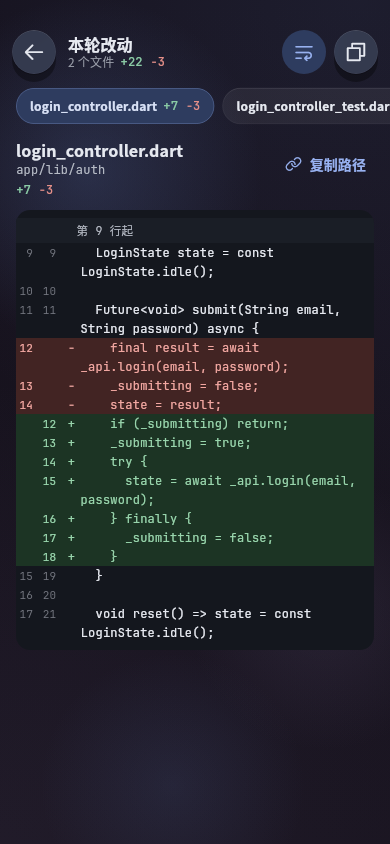 本轮改动
2 个文件 +22 -3
login_controller.dart +7 -3
login_controller_test.dar
login_controller.dart
app/lib/auth
+7 -3
复制路径
第 9 行起
9 9 LoginState state = const
LoginState.idle();
10 10
11 11 Future<void> submit(String email,
String password) async {
12 - final result = await
_api.login(email, password);
13 - _submitting = false;
14 - state = result;
12 + if (_submitting) return;
13 + _submitting = true;
14 + try {
15 + state = await _api.login(email,
password);
16 + } finally {
17 + _submitting = false;
18 + }
15 19 }
16 20
17 21 void reset() => state = const
LoginState.idle();